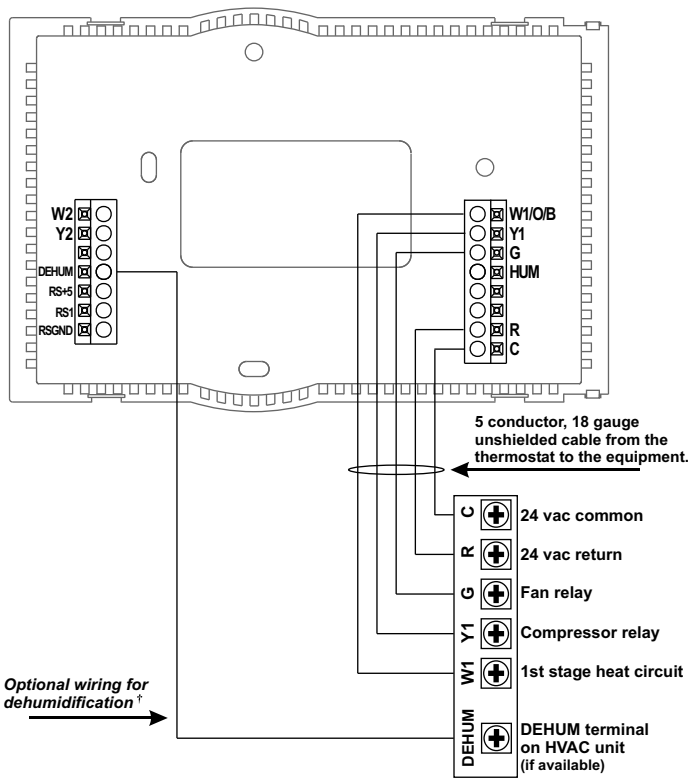 W2
Y2
DEHUM
RS+5
RS1
RSGND
W1/O/B
Y1
G
HUM
R
C
5 conductor, 18 gauge
unshielded cable from the
thermostat to the equipment.
C
24 vac common
R
24 vac return
G
Fan relay
Y1
Compressor relay
W1
1st stage heat circuit
Optional wiring for
dehumidification †
DEHUM
DEHUM terminal
on HVAC unit
(if available)